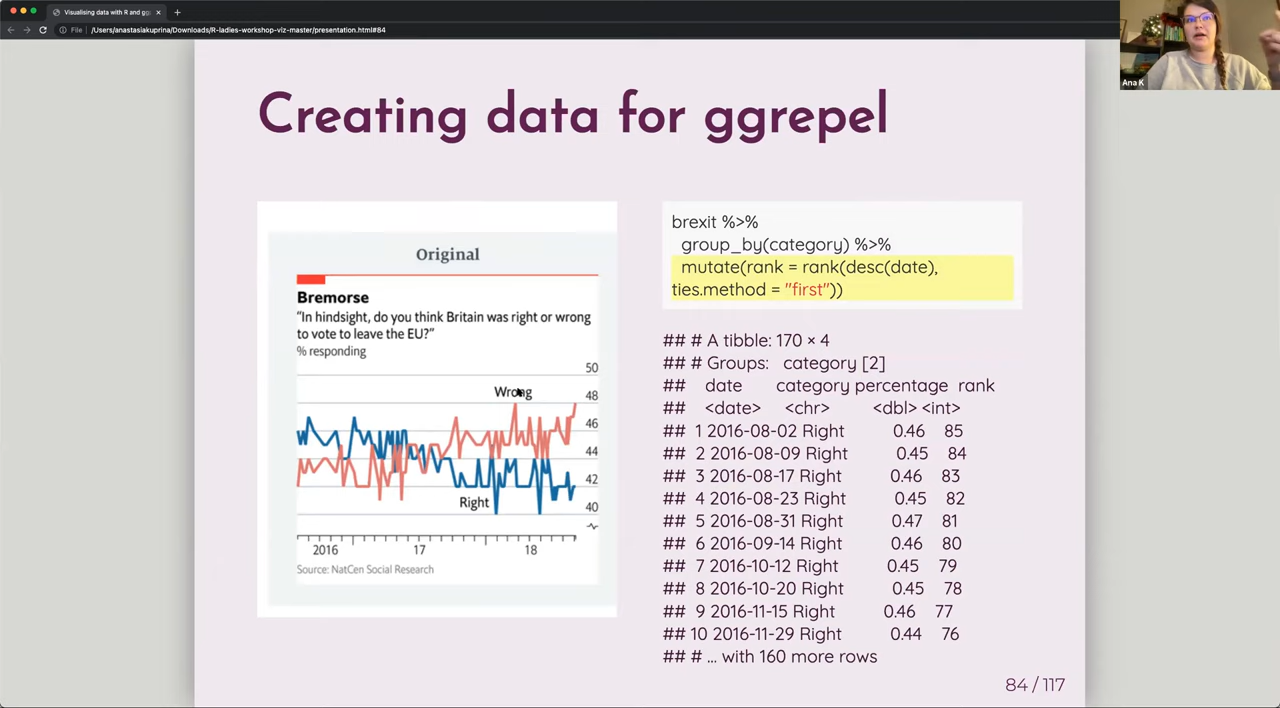 Visualising data with R and gg
File
/Users/anastasiakuprina/Downloads/R-ladies-workshop-viz-master/presentation.html#84
Ana K
Creating data for ggrepel
Original
Bremorse
“In hindsight, do you think Britain was right or wrong
to vote to leave the EU?”
% responding
50
Wrong
48
46
44
42
Right
40
2016 17 18
Source: NatCen Social Research
brexit %>%
group_by(category) %>%
mutate(rank = rank(desc(date),
ties.method = "first"))
## # A tibble: 170 × 4
## # Groups: category [2]
## date category percentage rank
## <date> <chr> <dbl> <int>
## 1 2016-08-02 Right 0.46 85
## 2 2016-08-09 Right 0.45 84
## 3 2016-08-17 Right 0.46 83
## 4 2016-08-23 Right 0.45 82
## 5 2016-08-31 Right 0.47 81
## 6 2016-09-14 Right 0.46 80
## 7 2016-10-12 Right 0.45 79
## 8 2016-10-20 Right 0.45 78
## 9 2016-11-15 Right 0.46 77
## 10 2016-11-29 Right 0.44 76
## # … with 160 more rows
84 / 117